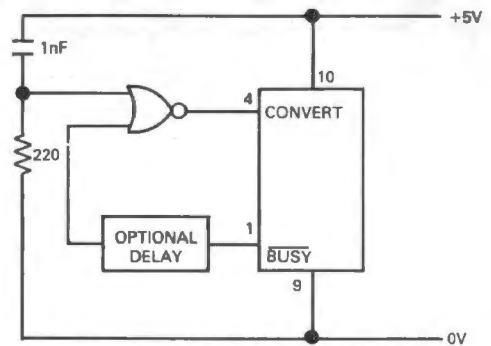 +5V
1nF
10
4
CONVERT
220
OPTIONAL
DELAY
1
BUSY
9
0V